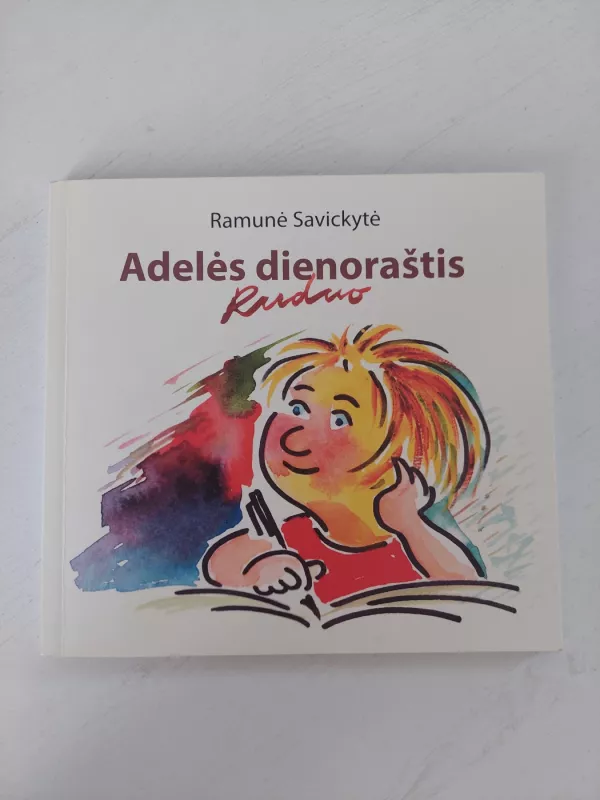 Ramunė Savickytė
Adelės dienoraštis
Ruduo